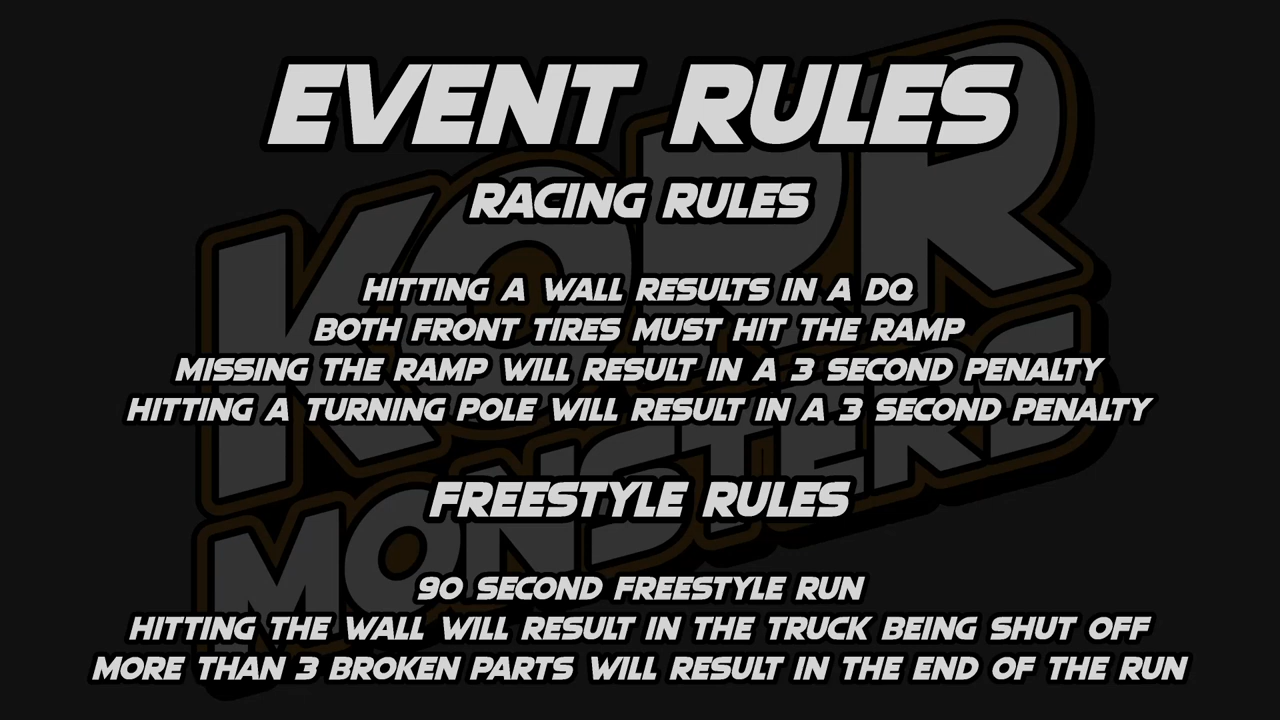 EVENT RULES
RACING RULES
HITTING A WALL RESULTS IN A DQ
BOTH FRONT TIRES MUST HIT THE RAMP
MISSING THE RAMP WILL RESULT IN A 3 SECOND PENALTY
HITTING A TURNING POLE WILL RESULT IN A 3 SECOND PENALTY
FREESTYLE RULES
90 SECOND FREESTYLE RUN
HITTING THE WALL WILL RESULT IN THE TRUCK BEING SHUT OFF
MORE THAN 3 BROKEN PARTS WILL RESULT IN THE END OF THE RUN
MONSTERS